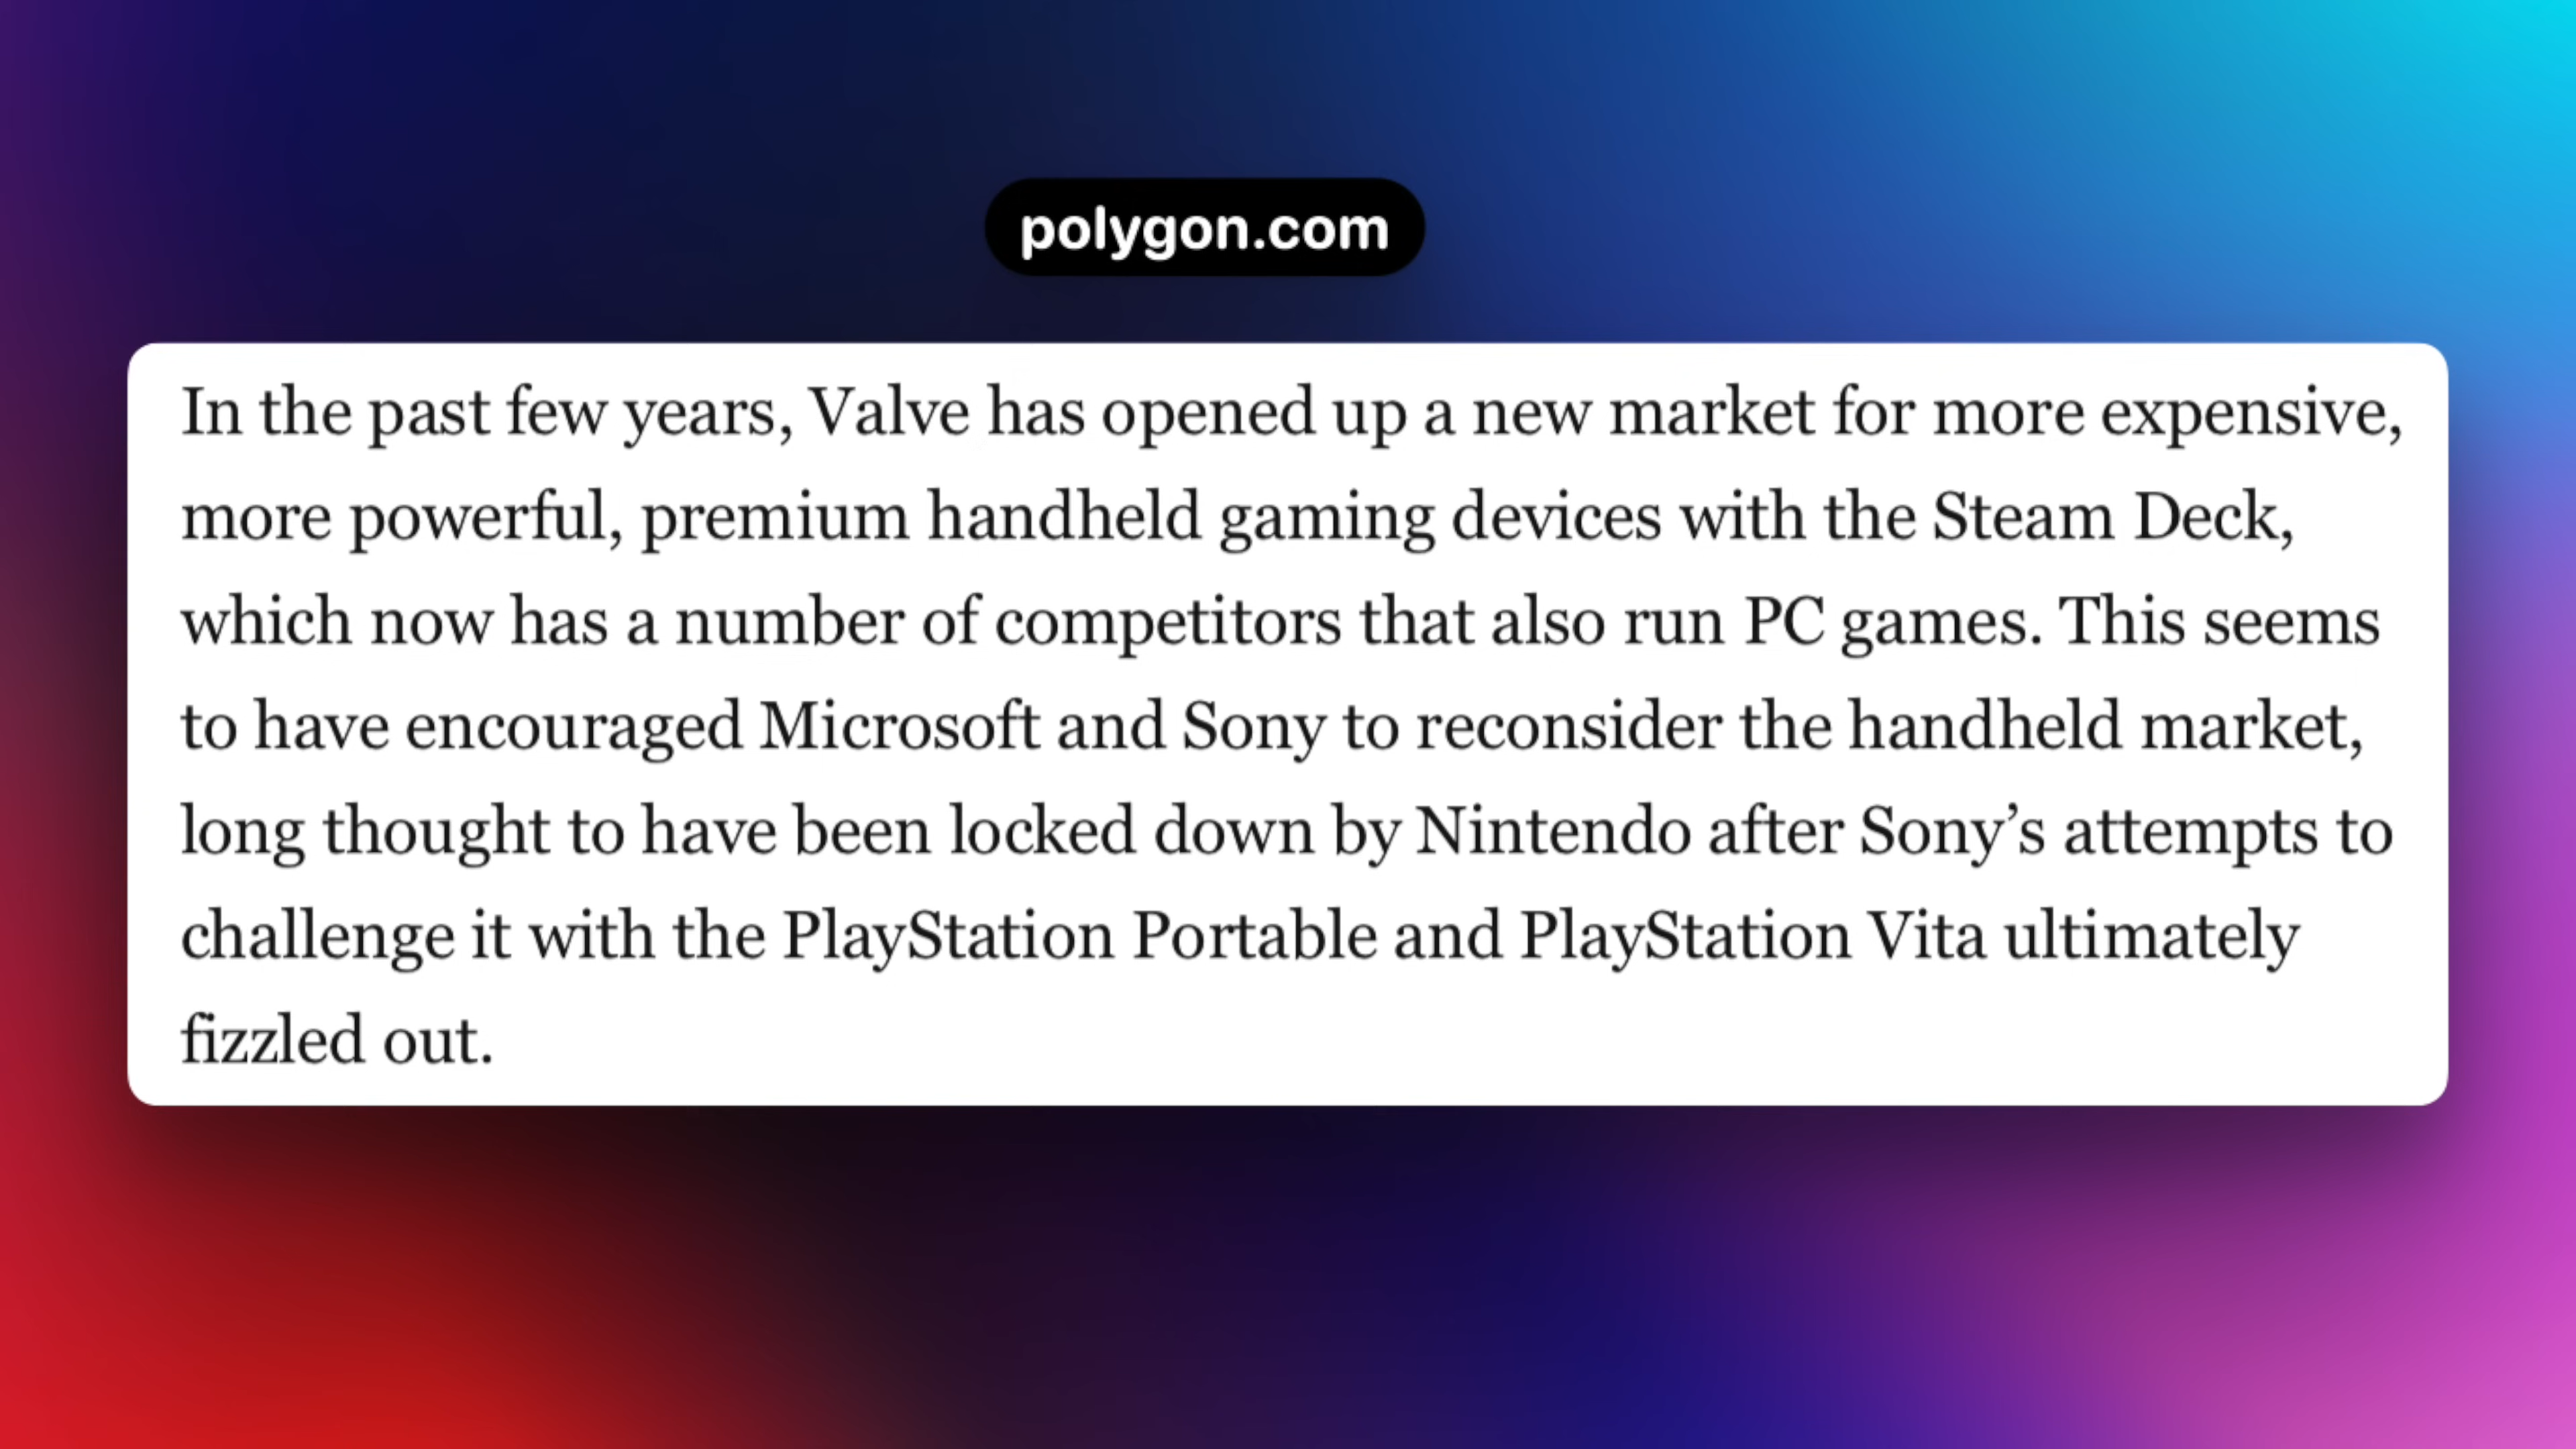 polygon.com
In the past few years, Valve has opened up a new market for more expensive,
more powerful, premium handheld gaming devices with the Steam Deck,
which now has a number of competitors that also run PC games. This seems
to have encouraged Microsoft and Sony to reconsider the handheld market,
long thought to have been locked down by Nintendo after Sony’s attempts to
challenge it with the PlayStation Portable and PlayStation Vita ultimately
fizzled out.